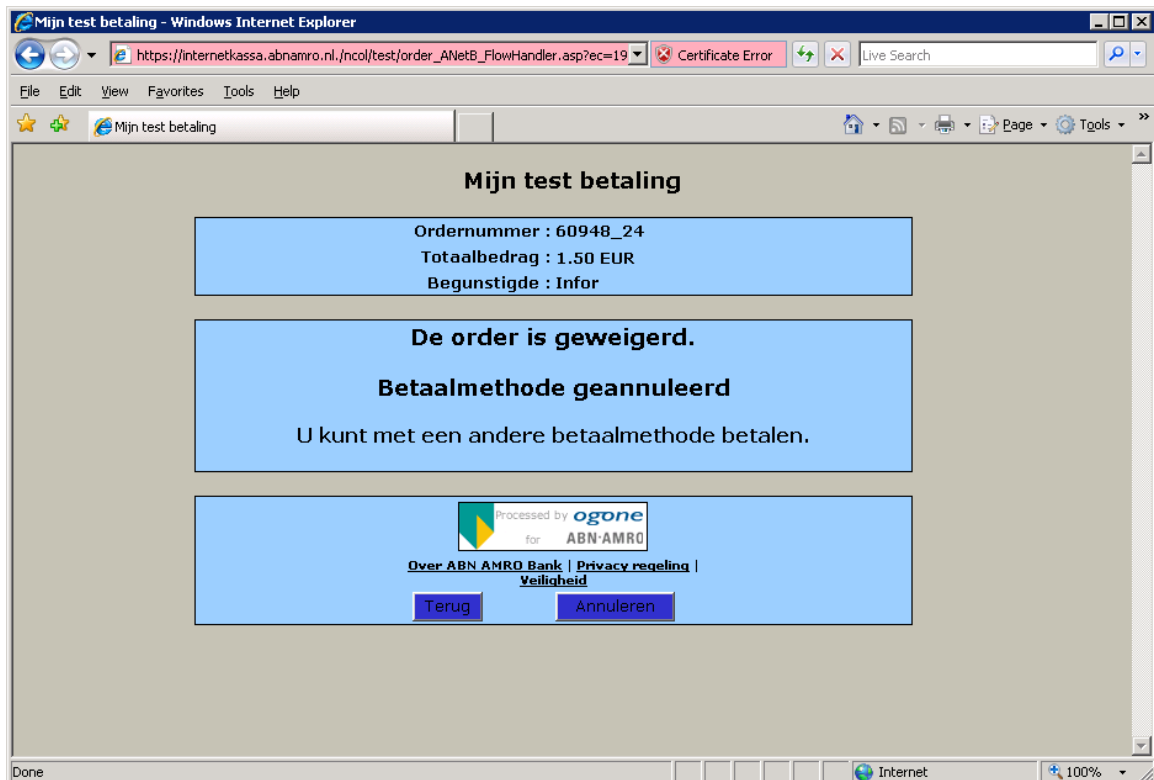 Mijn test betaling - Windows Internet Explorer
https://internetkassa.abnamro.nl./ncol/test/order_ANetB_FlowHandler.asp?ec=19
Certificate Error
Live Search
File Edit View Favorites Tools Help
Mijn test betaling
Page Tools »
Mijn test betaling
Ordernummer : 60948_24
Totaalbedrag : 1.50 EUR
Begunstigde : Infor
De order is geweigerd.
Betaalmethode geannuleerd
U kunt met een andere betaalmethode betalen.
Processed by ogone
for ABN·AMRO
Over ABN AMRO Bank | Privacy regeling |
Veiligheid
Terug Annuleren
Done Internet 100%